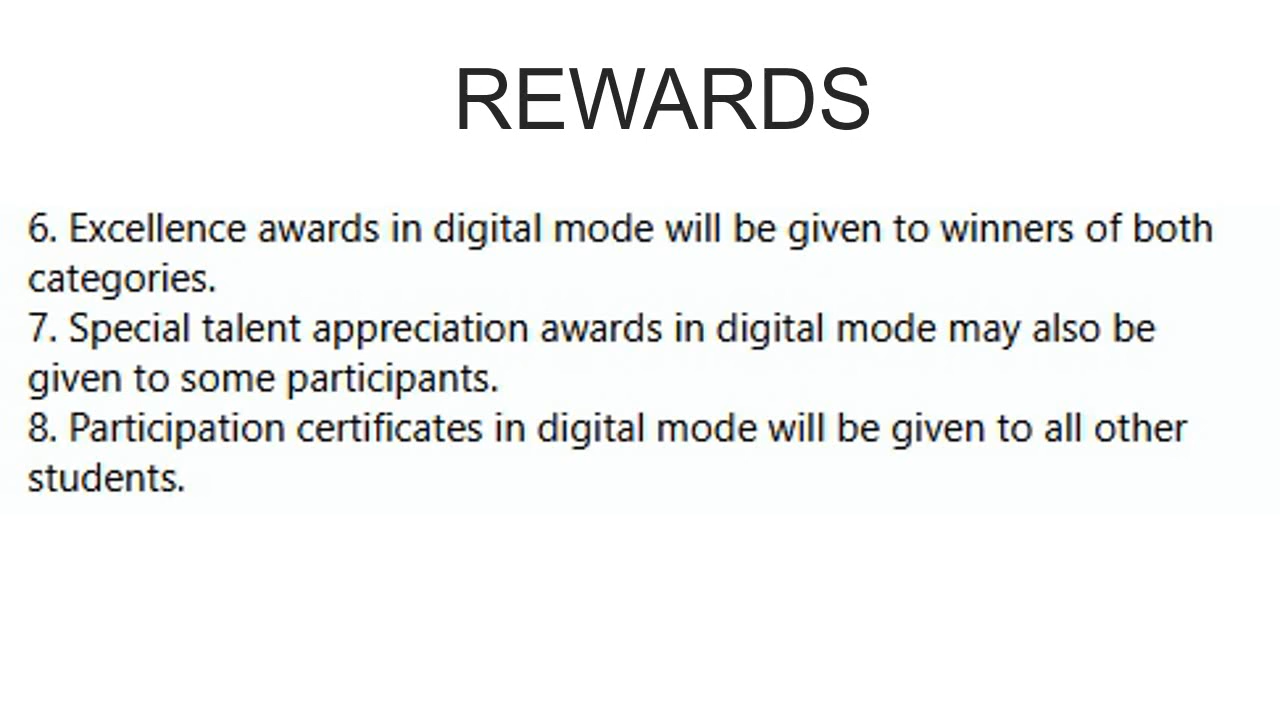 REWARDS
6. Excellence awards in digital mode will be given to winners of both
categories.
7. Special talent appreciation awards in digital mode may also be
given to some participants.
8. Participation certificates in digital mode will be given to all other
students.